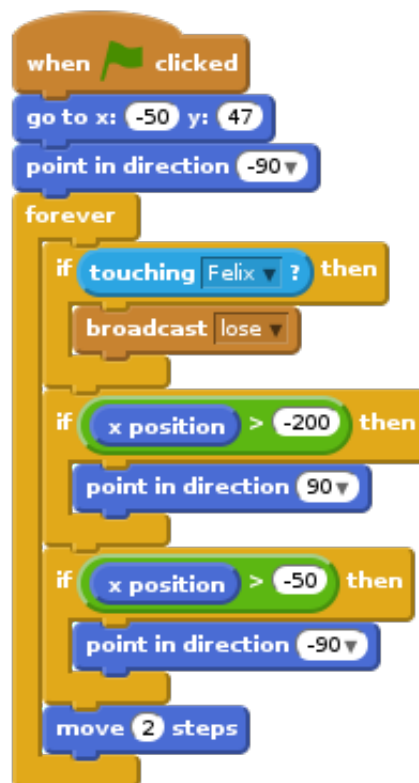 when clicked
go to x: -50 y: 47
point in direction -90
forever
if touching Felix ? then
broadcast lose
if x position > -200 then
point in direction 90
if x position > -50 then
point in direction -90
move 2 steps